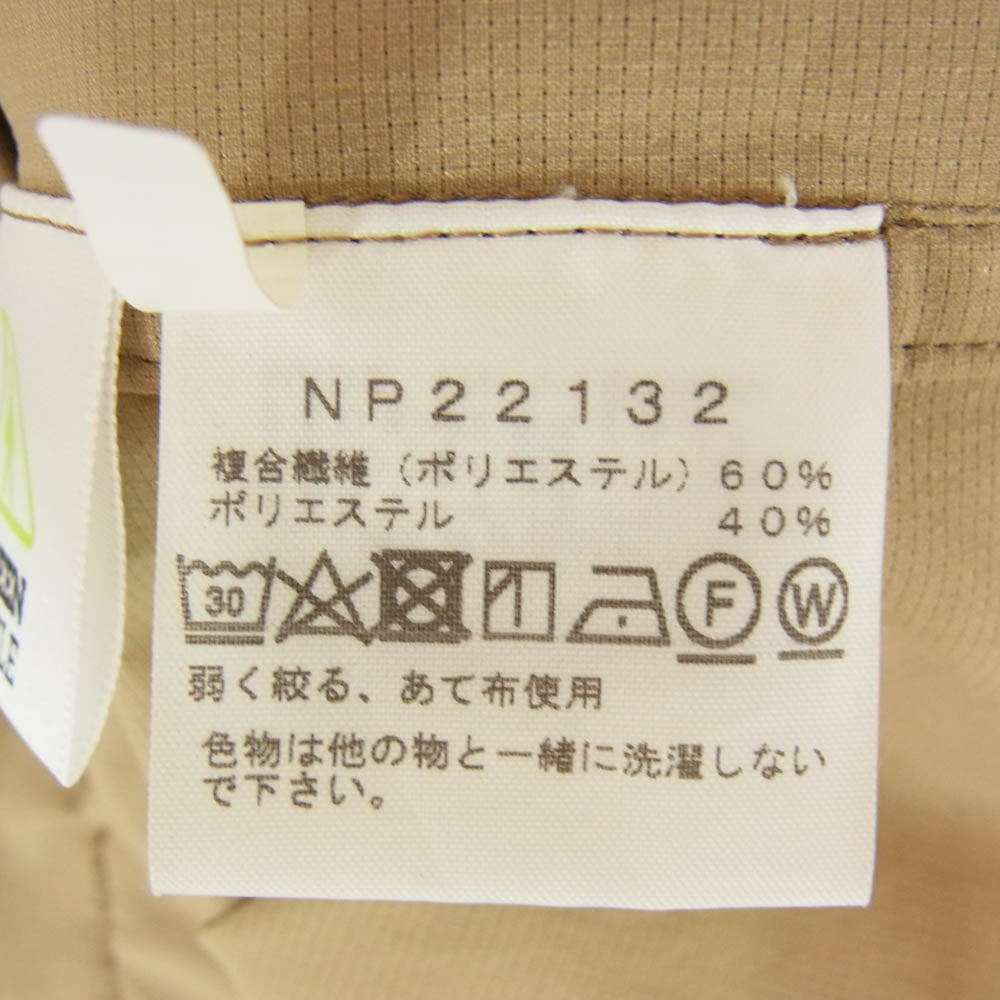 NP22132
複合繊維（ポリエステル）60%
ポリエステル 40%
30 F W
弱く絞る、あて布使用
色物は他の物と一緒に洗濯しない
で下さい。